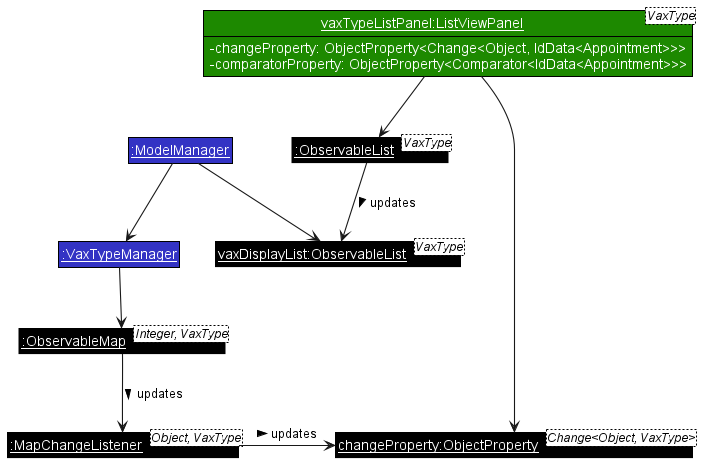 VaxType
vaxTypeListPanel:ListViewPanel
-changeProperty: ObjectProperty<Change<Object, IdData<Appointment>>>
-comparatorProperty: ObjectProperty<Comparator<IdData<Appointment>>>
:ModelManager
:ObservableList
VaxType
updates
:VaxTypeManager
vaxDisplayList:ObservableList
VaxType
:ObservableMap
Integer, VaxType
updates
:MapChangeListener
Object, VaxType
updates
changeProperty:ObjectProperty
Change<Object, VaxType>